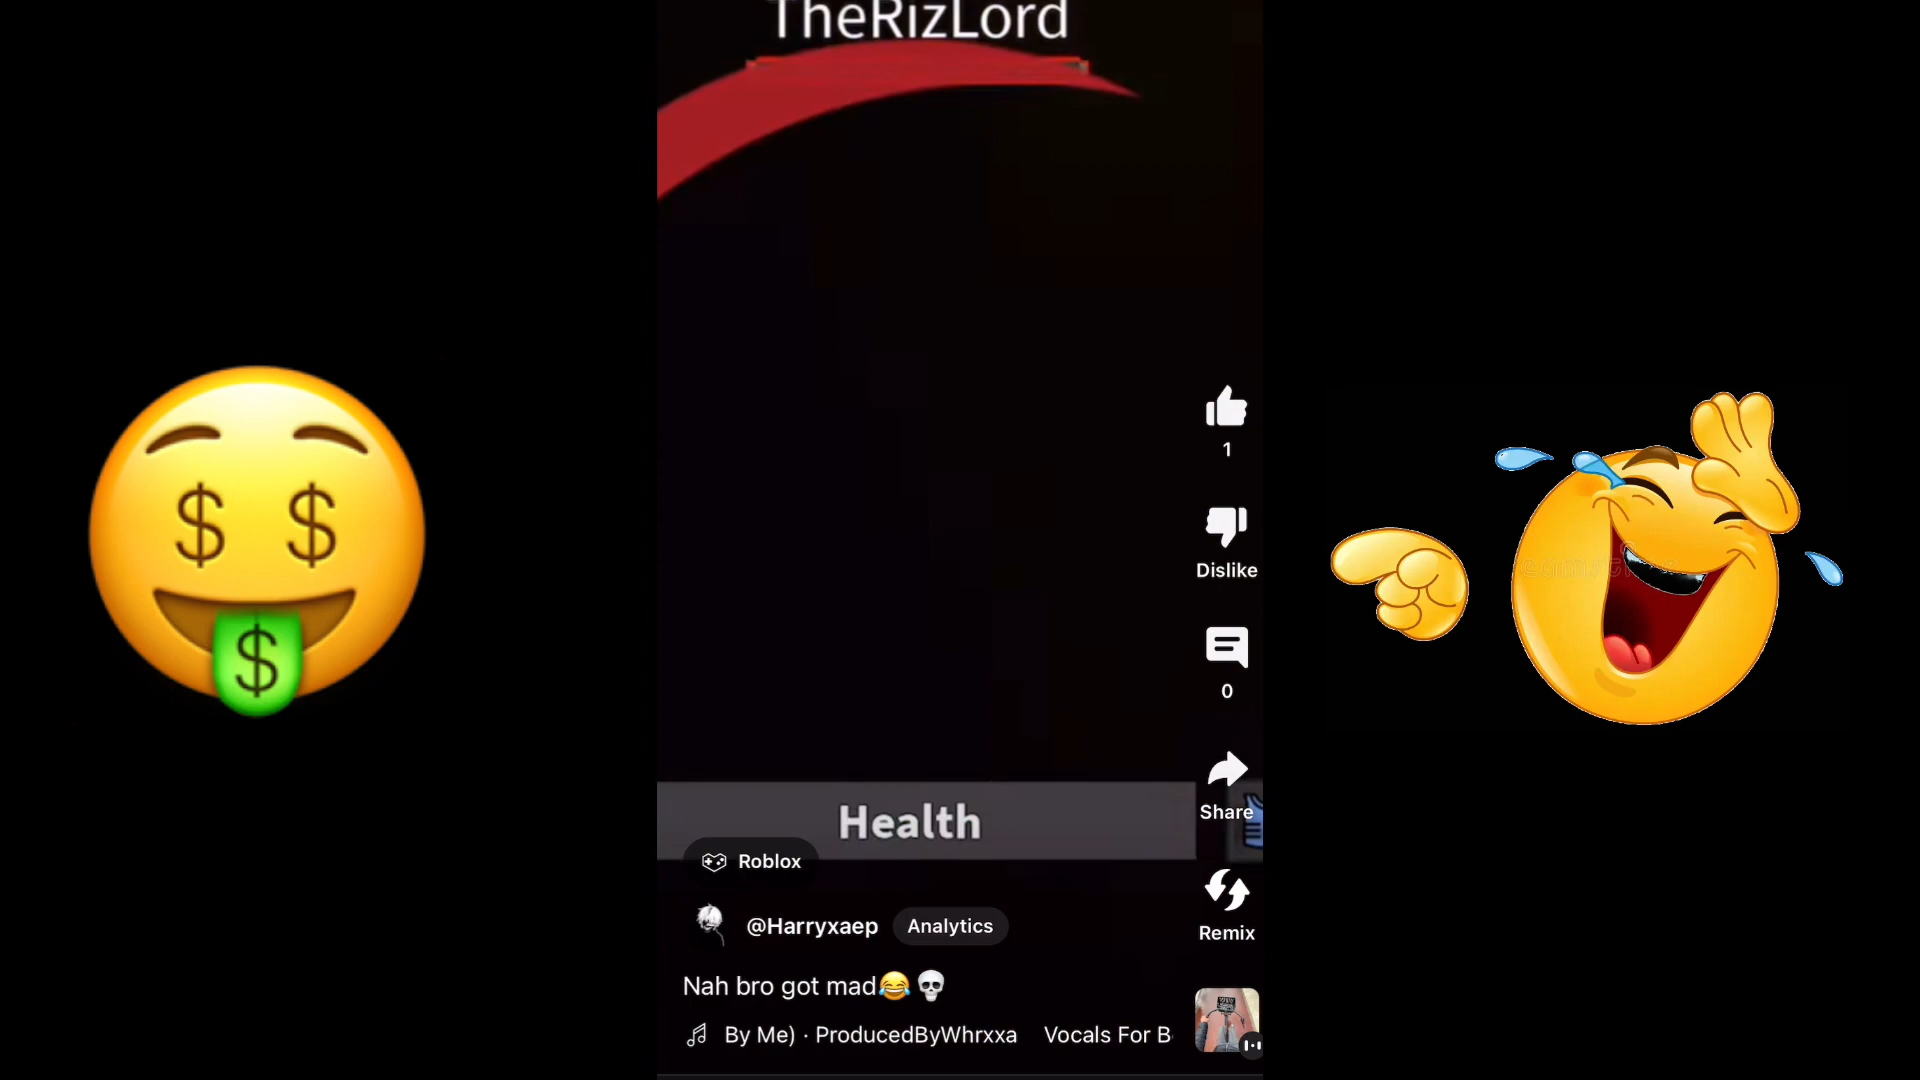 TheRizLord
1
Dislike
0
Share
Health
Roblox
@Harryxaep
Analytics
Remix
Nah bro got mad😂💀
By Me) · ProducedByWhrxxa
Vocals For B
$ $
$